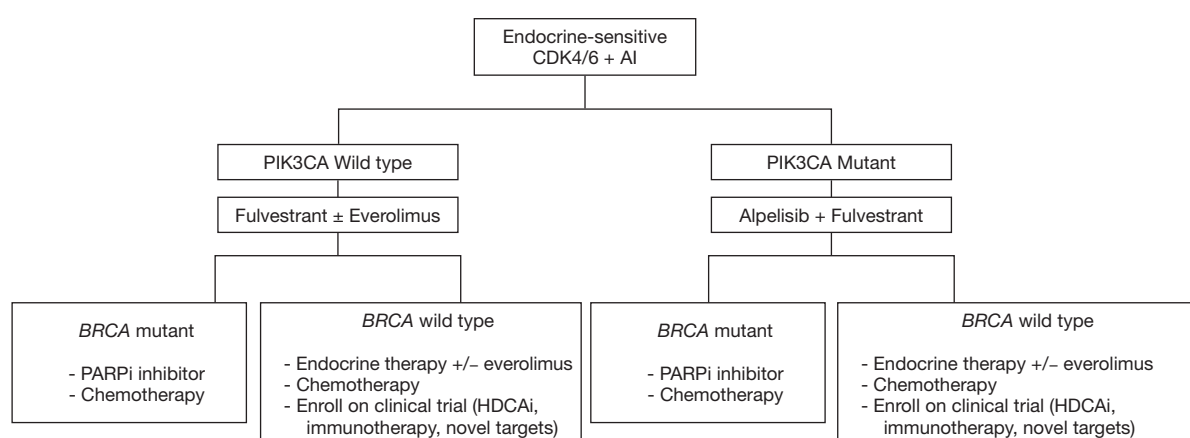 Endocrine-sensitive
CDK4/6 + AI
PIK3CA Wild type
PIK3CA Mutant
Fulvestrant ± Everolimus
Alpelisib + Fulvestrant
BRCA mutant
- PARPi inhibitor
- Chemotherapy
BRCA wild type
- Endocrine therapy +/– everolimus
- Chemotherapy
- Enroll on clinical trial (HDCAi,
immunotherapy, novel targets)
BRCA mutant
- PARPi inhibitor
- Chemotherapy
BRCA wild type
- Endocrine therapy +/– everolimus
- Chemotherapy
- Enroll on clinical trial (HDCAi,
immunotherapy, novel targets)